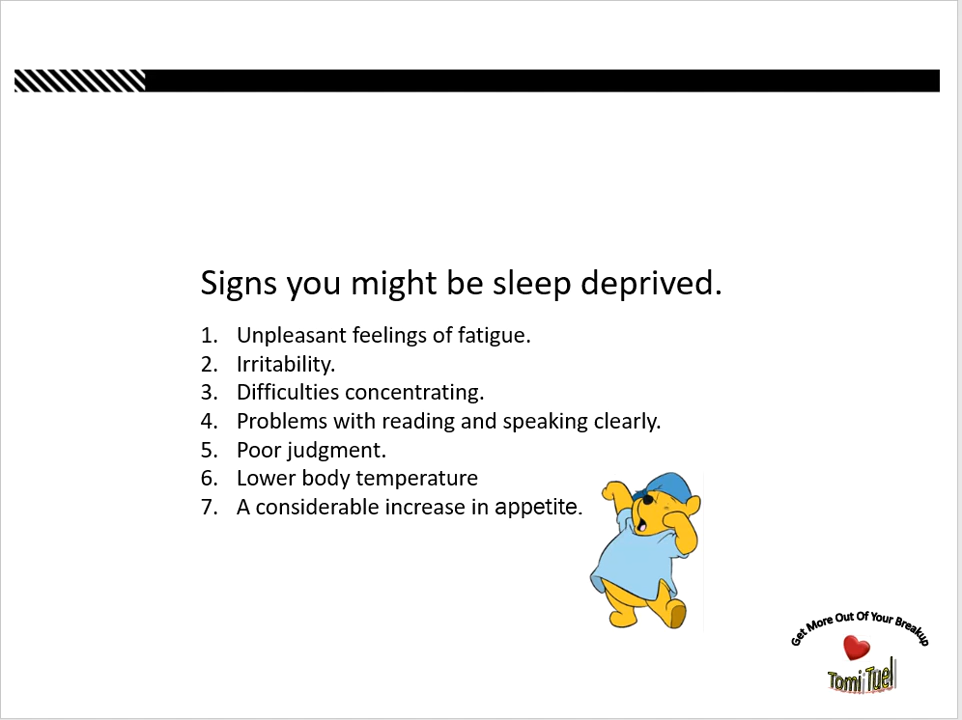 Signs you might be sleep deprived.
1. Unpleasant feelings of fatigue.
2. Irritability.
3. Difficulties concentrating.
4. Problems with reading and speaking clearly.
5. Poor judgment.
6. Lower body temperature
7. A considerable increase in appetite.
Get More Out Of Your Breakup
Tomi Tuel